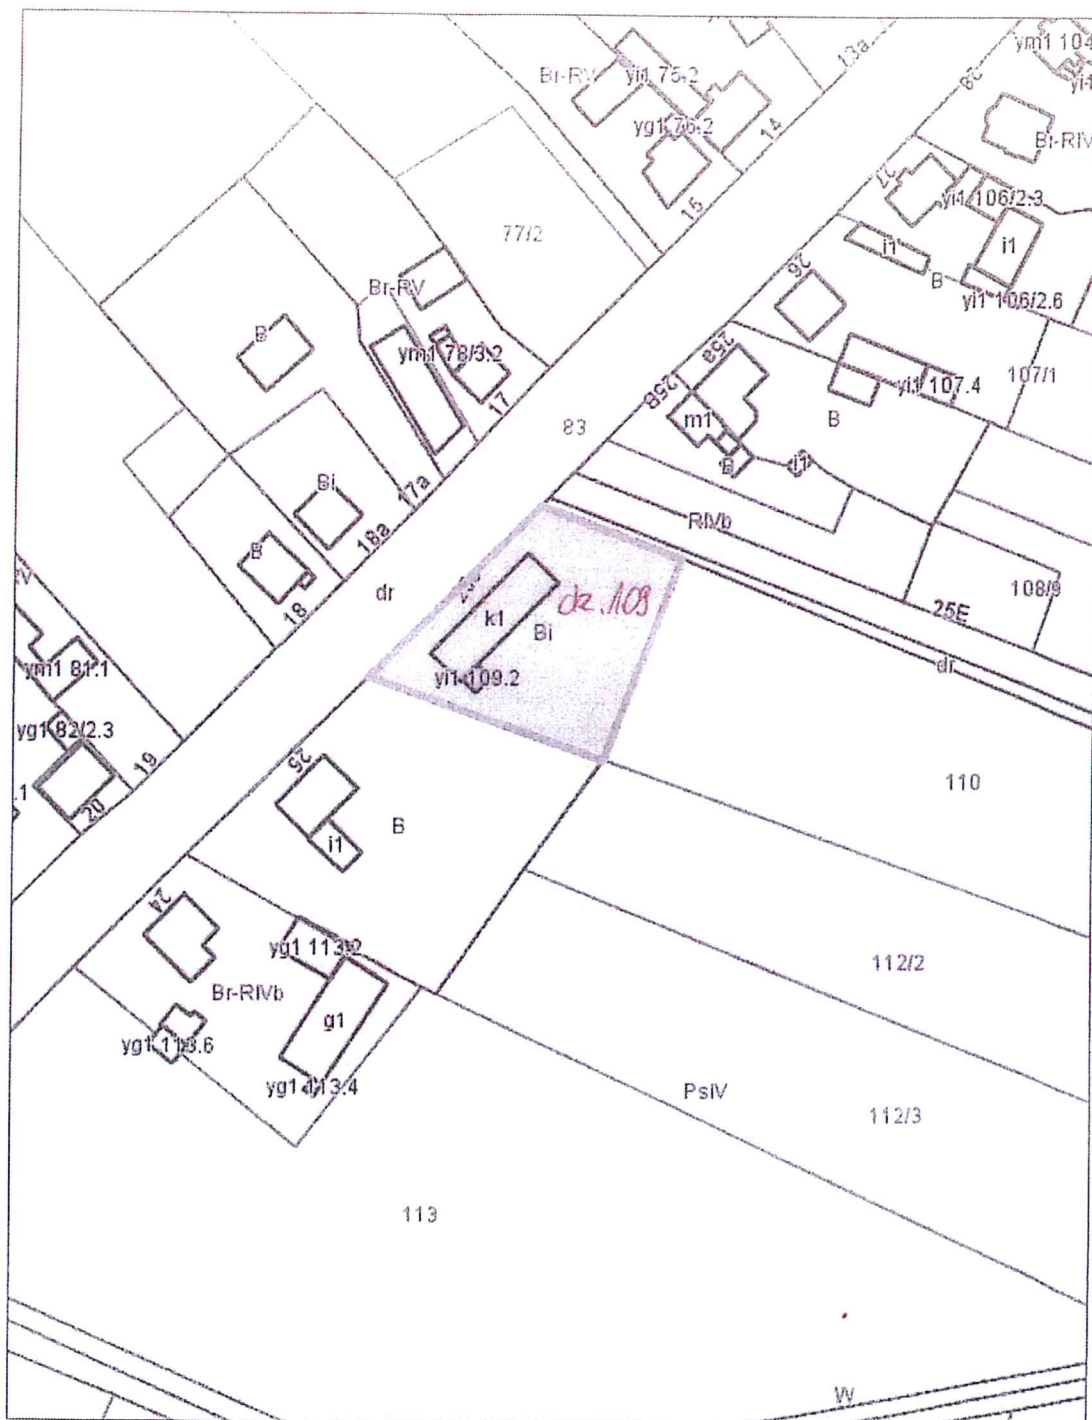 13a
28
ym1 104
Br-RV
yi1 75.2
yg1 76.2
14
15
Br-RIV
27
yi1 106/2.3
i1
i1
B
yi1 106/2.6
26
77/2
Br-RV
B
ym1 78/3.2
17
25a
25B
m1
B
i1
yi1 107.4
B
107/1
83
Bi
17a
18a
B
18
dr
RIVb
108/9
25E
dr
dz. 109
k1
Bi
yi1 109.2
ym1 81.1
yg1 82/2.3
19
20
.1
25
i1
B
110
24
yg1 113.2
Br-RIVb
g1
yg1 113.6
yg1 113.4
112/2
PsIV
112/3
113
W